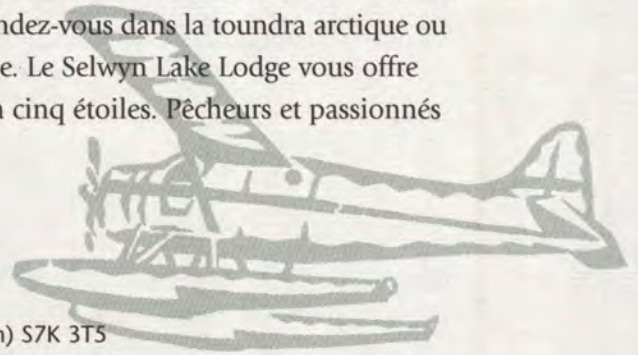 ndez-vous dans la toundra arctique ou
e. Le Selwyn Lake Lodge vous offre
n cinq étoiles. Pêcheurs et passionnés
n) S7K 3T5